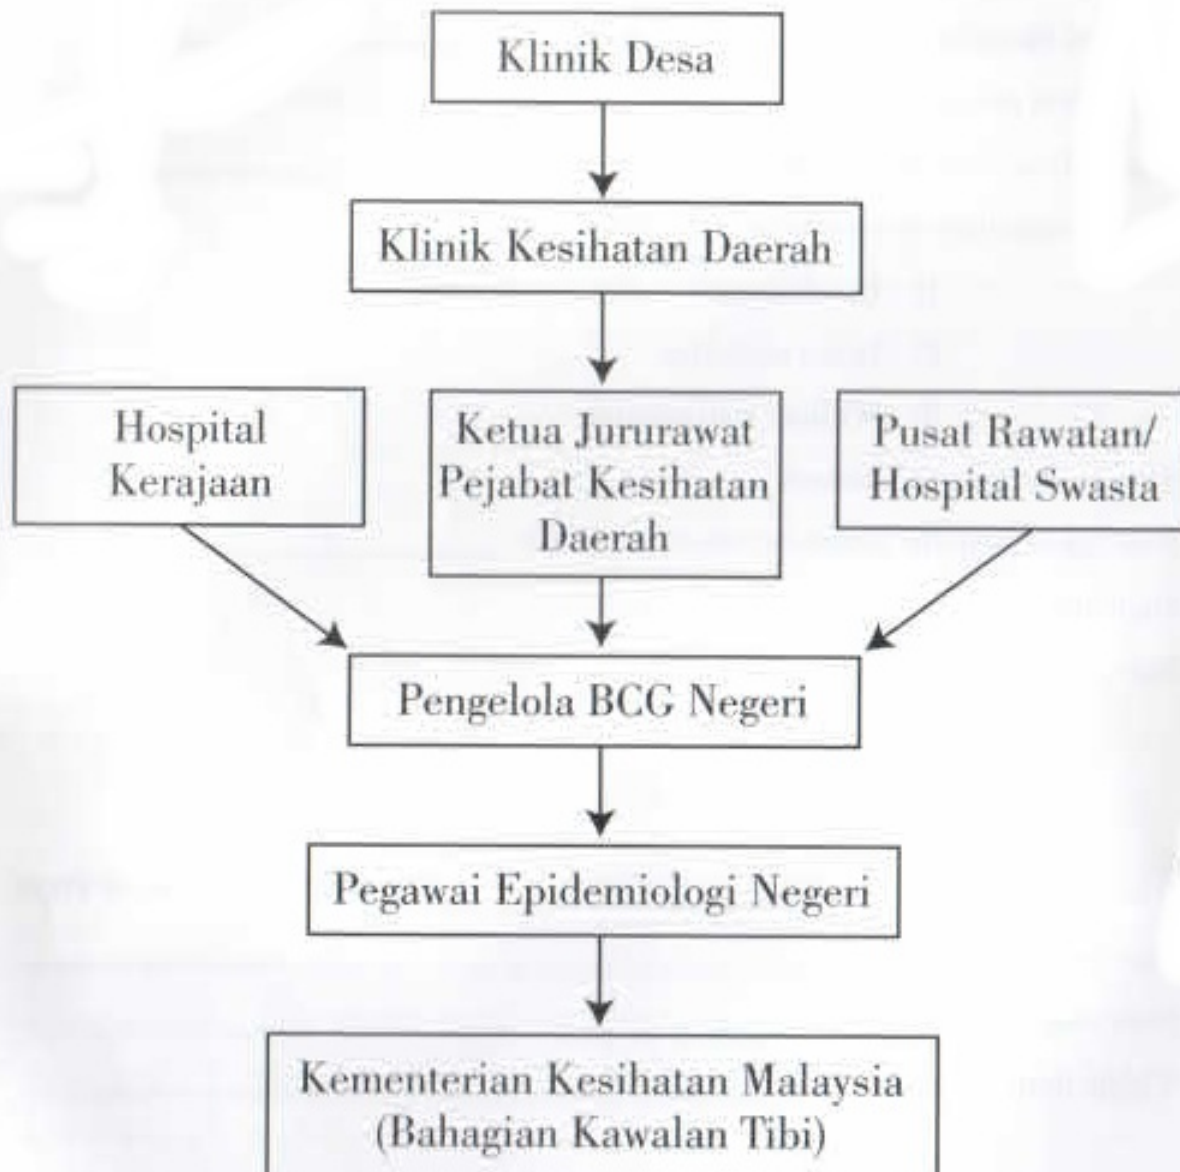 Klinik Desa
Klinik Kesihatan Daerah
Hospital
Kerajaan
Ketua Jururawat
Pejabat Kesihatan
Daerah
Pusat Rawatan/
Hospital Swasta
Pengelola BCG Negeri
Pegawai Epidemiologi Negeri
Kementerian Kesihatan Malaysia
(Bahagian Kawalan Tibi)